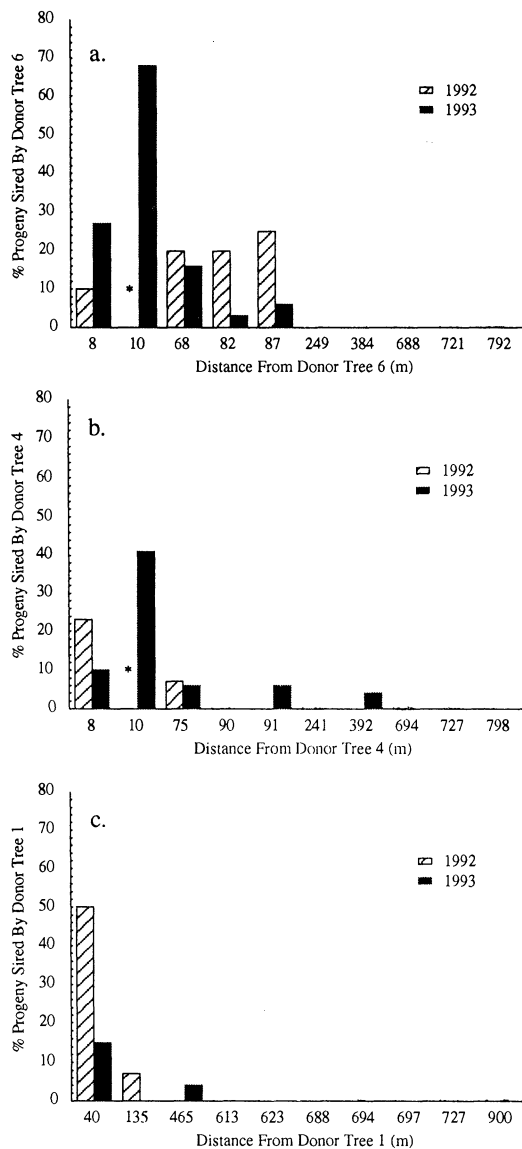 80
70
60
50
40
30
20
10
0
% Progeny Sired By Donor Tree 6
a.
1992
1993
*
8 10 68 82 87 249 384 688 721 792
Distance From Donor Tree 6 (m)
80
70
60
50
40
30
20
10
0
% Progeny Sired By Donor Tree 4
b.
1992
1993
*
8 10 75 90 91 241 392 694 727 798
Distance From Donor Tree 4 (m)
80
70
60
50
40
30
20
10
0
% Progeny Sired By Donor Tree 1
c.
1992
1993
40 135 465 613 623 688 694 697 727 900
Distance From Donor Tree 1 (m)